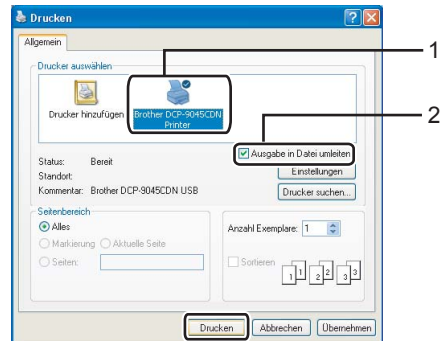 Drucken
Allgemein
1
Drucker auswählen
Drucker hinzufügen
Brother DCP-9045CDN
Printer
2
Status: Bereit
Ausgabe in Datei umleiten
Standort:
Einstellungen
Kommentar: Brother DCP-9045CDN USB
Drucker suchen...
Seitenbereich
Alles
Markierung Aktuelle Seite
Seiten:
Anzahl Exemplare: 1
Sortieren
1 1 2 2 3 3
Drucken Abbrechen Übernehmen